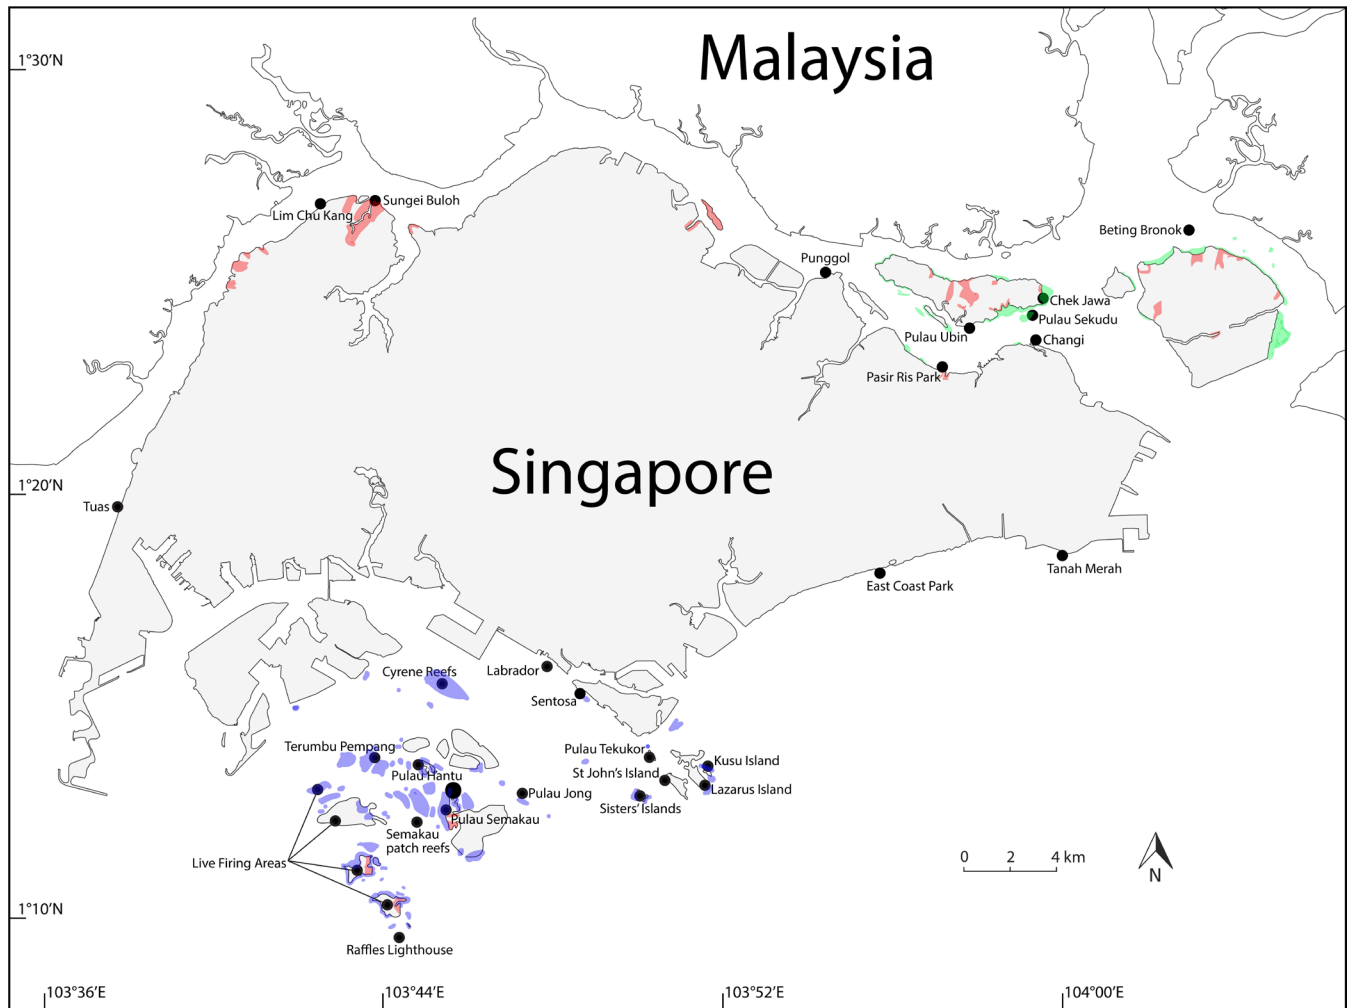 Malaysia
1°30′N
Sungei Buloh
Lim Chu Kang
Beting Bronok
Punggol
Chek Jawa
Pulau Sekudu
Pulau Ubin
Changi
Pasir Ris Park
Singapore
1°20′N
Tuas
Tanah Merah
East Coast Park
Cyrene Reefs
Labrador
Sentosa
Terumbu Pempang
Pulau Tekukor
Kusu Island
Pulau Hantu
St John's Island
Lazarus Island
Pulau Jong
Sisters' Islands
Pulau Semakau
Semakau
patch reefs
Live Firing Areas
0 2 4 km
N
1°10′N
Raffles Lighthouse
103°36′E
103°44′E
103°52′E
104°00′E